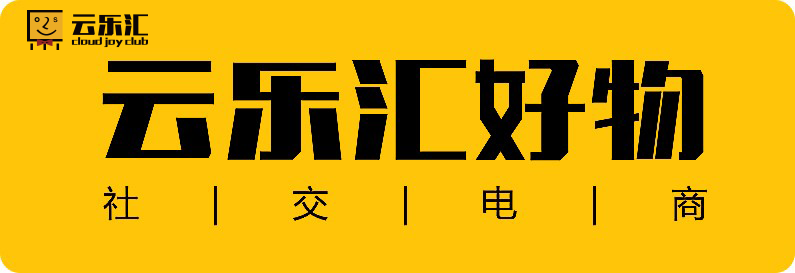 云乐汇
cloud joy club
云乐汇好物
社 | 交 | 电 | 商